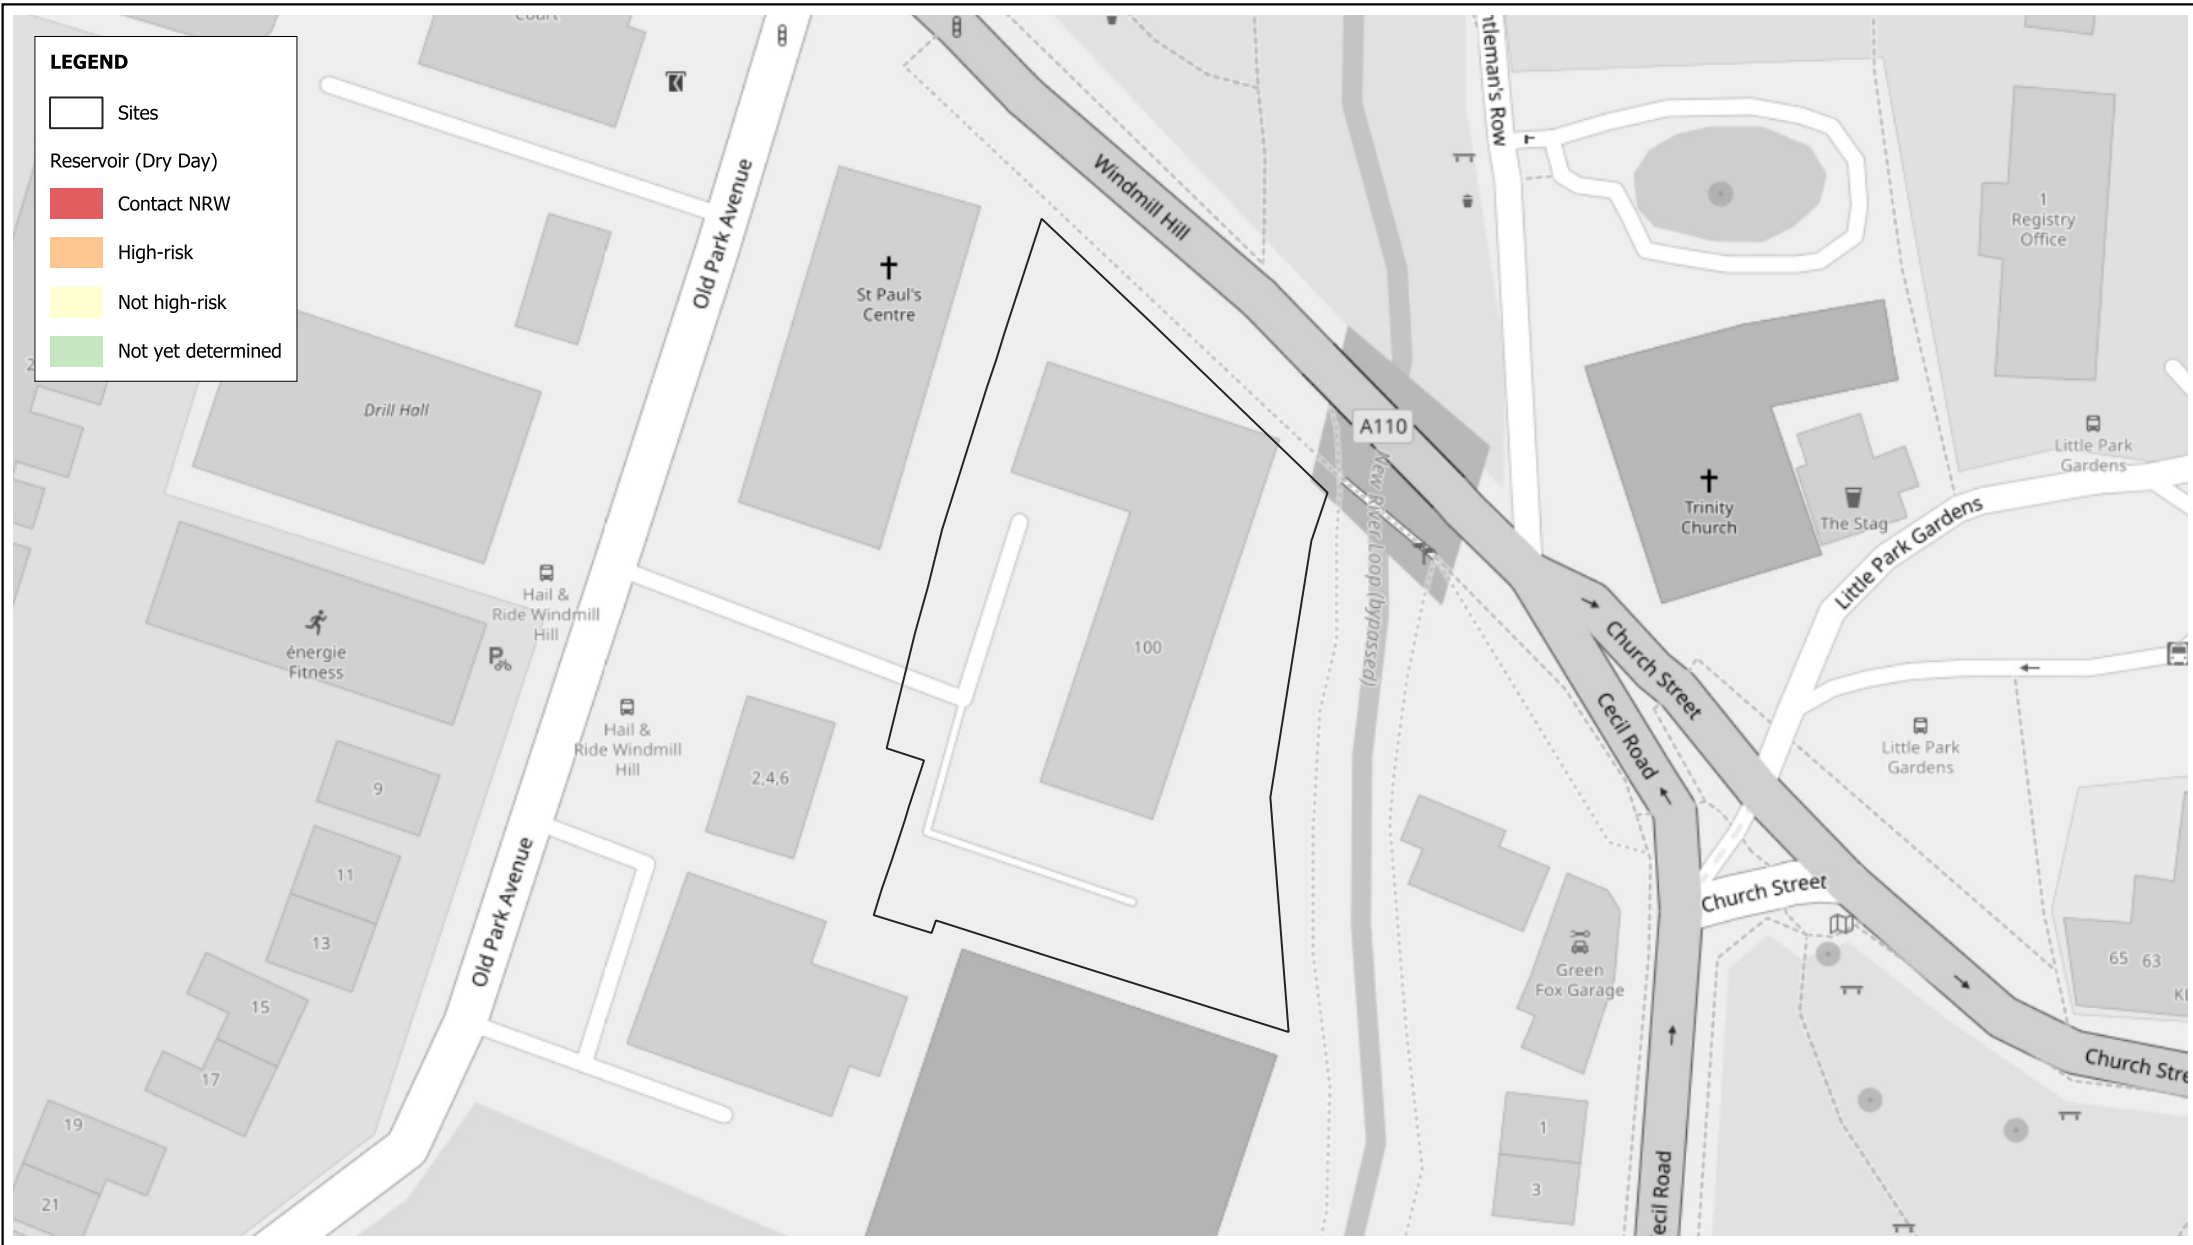 LEGEND
Sites
Reservoir (Dry Day)
Contact NRW
High-risk
Not high-risk
Not yet determined
Court
Old Park Avenue
Windmill Hill
St Paul's
Centre
Drill Hall
A110
New River Loop (bypassed)
1
Registry
Office
Little Park
Gardens
Trinity
Church
The Stag
Little Park Gardens
Hail &
Ride Windmill
Hill
énergie
Fitness
P
100
Hail &
Ride Windmill
Hill
2,4,6
Church Street
Cecil Road
Little Park
Gardens
9
11
13
Old Park Avenue
Church Street
15
17
19
21
Green
Fox Garage
65 63
Church Stre
1
3
ecil Road